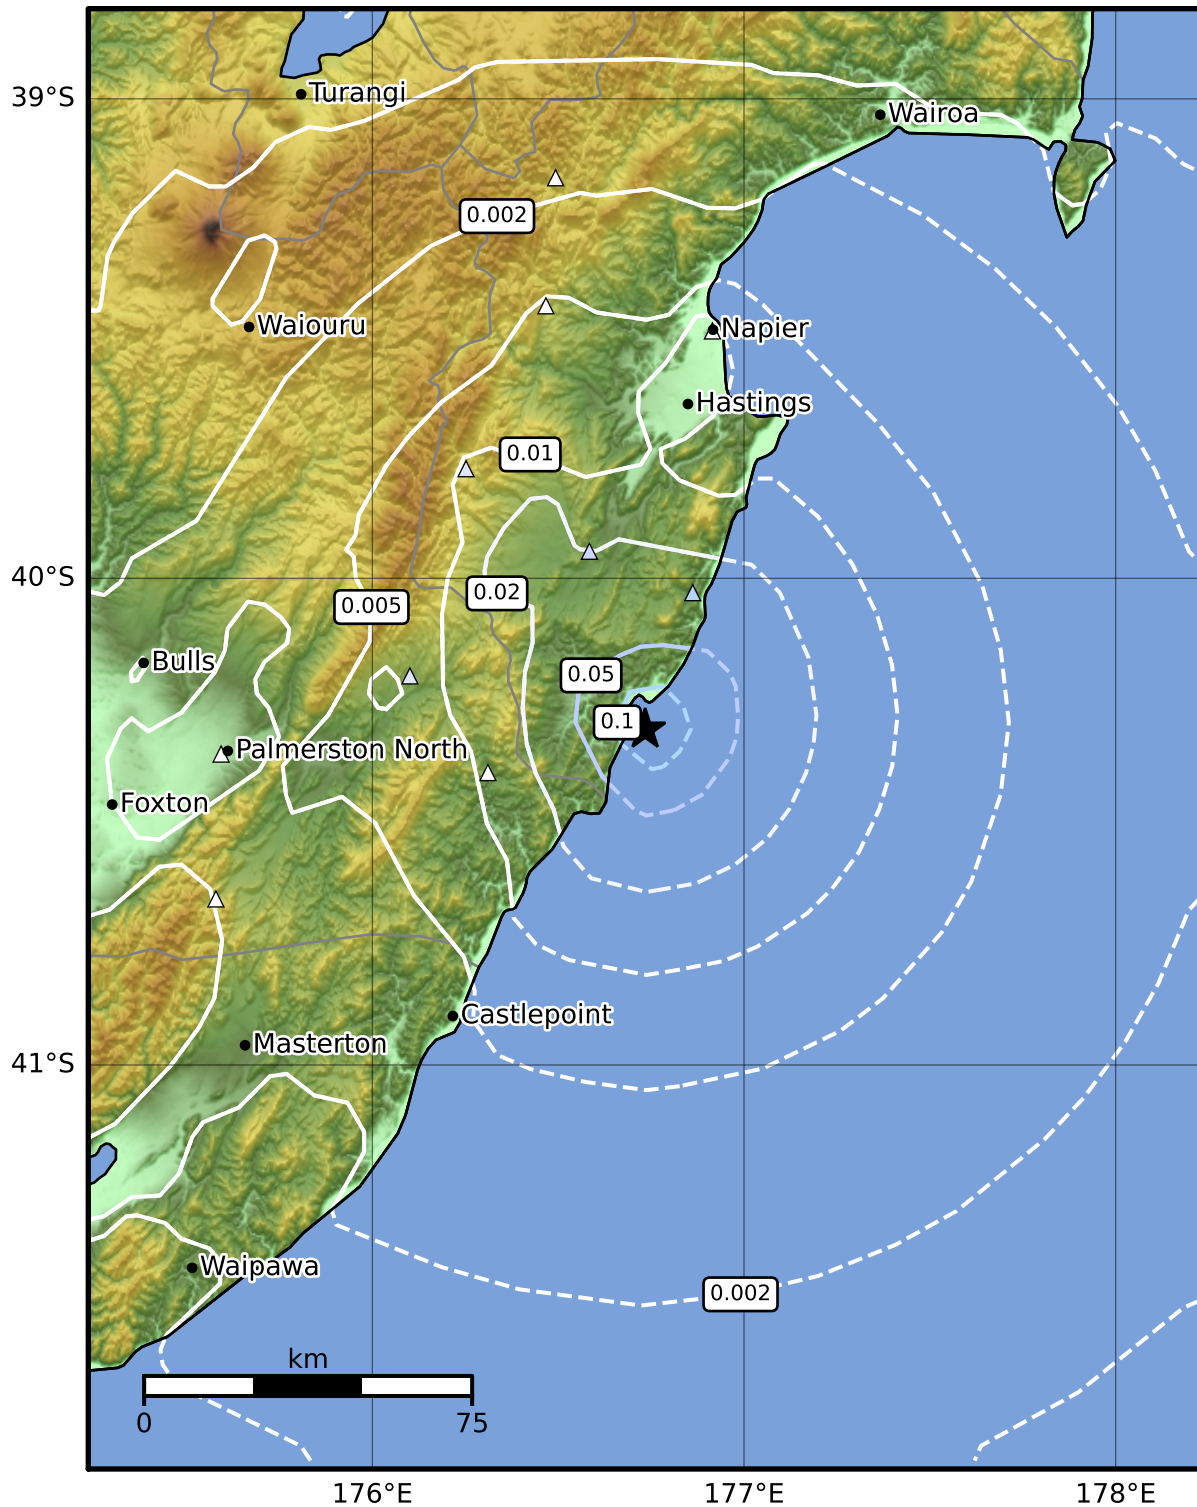 39°S
Turangi
Wairoa
0.002
Waiouru
Napier
Hastings
0.01
40°S
0.02
0.005
Bulls
0.05
0.1
Palmerston North
Foxton
Castlepoint
Masterton
41°S
Waipawa
0.002
km
0
75
176°E
177°E
178°E